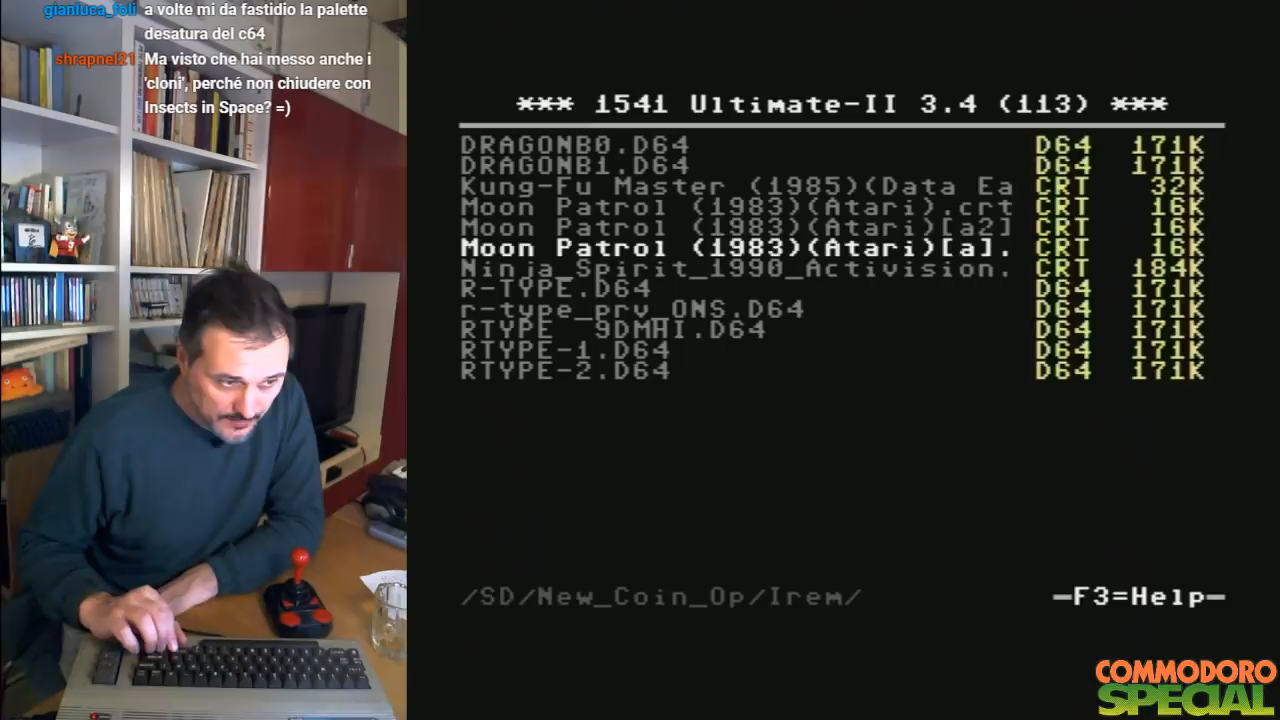 gianluca_foli a volte mi da fastidio la palette
desatura del c64
shrapnel21 Ma visto che hai messo anche i
'cloni', perché non chiudere con
Insects in Space? =)
*** 1541 Ultimate-II 3.4 (113) ***
DRAGONB0.D64 D64 171K
DRAGONB1.D64 D64 171K
Kung-Fu Master (1985)(Data Ea CRT 32K
Moon Patrol (1983)(Atari).crt CRT 16K
Moon Patrol (1983)(Atari)[a2] CRT 16K
Moon Patrol (1983)(Atari)[a]. CRT 16K
Ninja_Spirit_1990_Activision. CRT 184K
R-TYPE.D64 D64 171K
r-type_prv_ONS.D64 D64 171K
RTYPE 9DMHI.D64 D64 171K
RTYPE-1.D64 D64 171K
RTYPE-2.D64 D64 171K
/SD/New_Coin_Op/Irem/ -F3=Help-
COMMODORO
SPECIAL